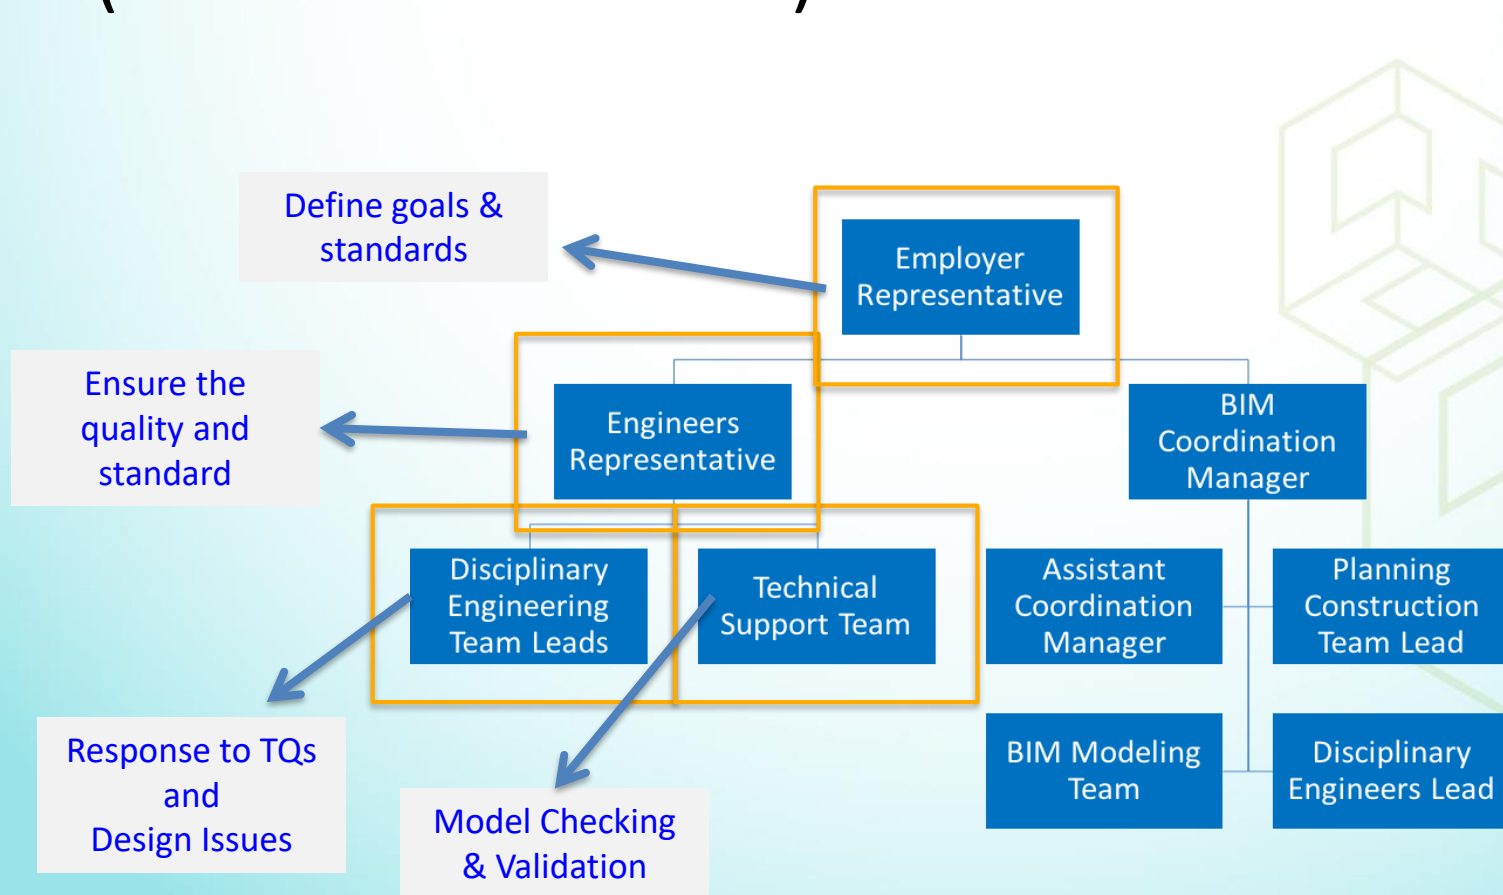 Define goals &
standards
Employer
Representative
Ensure the
quality and
standard
Engineers
Representative
BIM
Coordination
Manager
Disciplinary
Engineering
Team Leads
Technical
Support Team
Assistant
Coordination
Manager
Planning
Construction
Team Lead
Response to TQs
and
Design Issues
Model Checking
& Validation
BIM Modeling
Team
Disciplinary
Engineers Lead